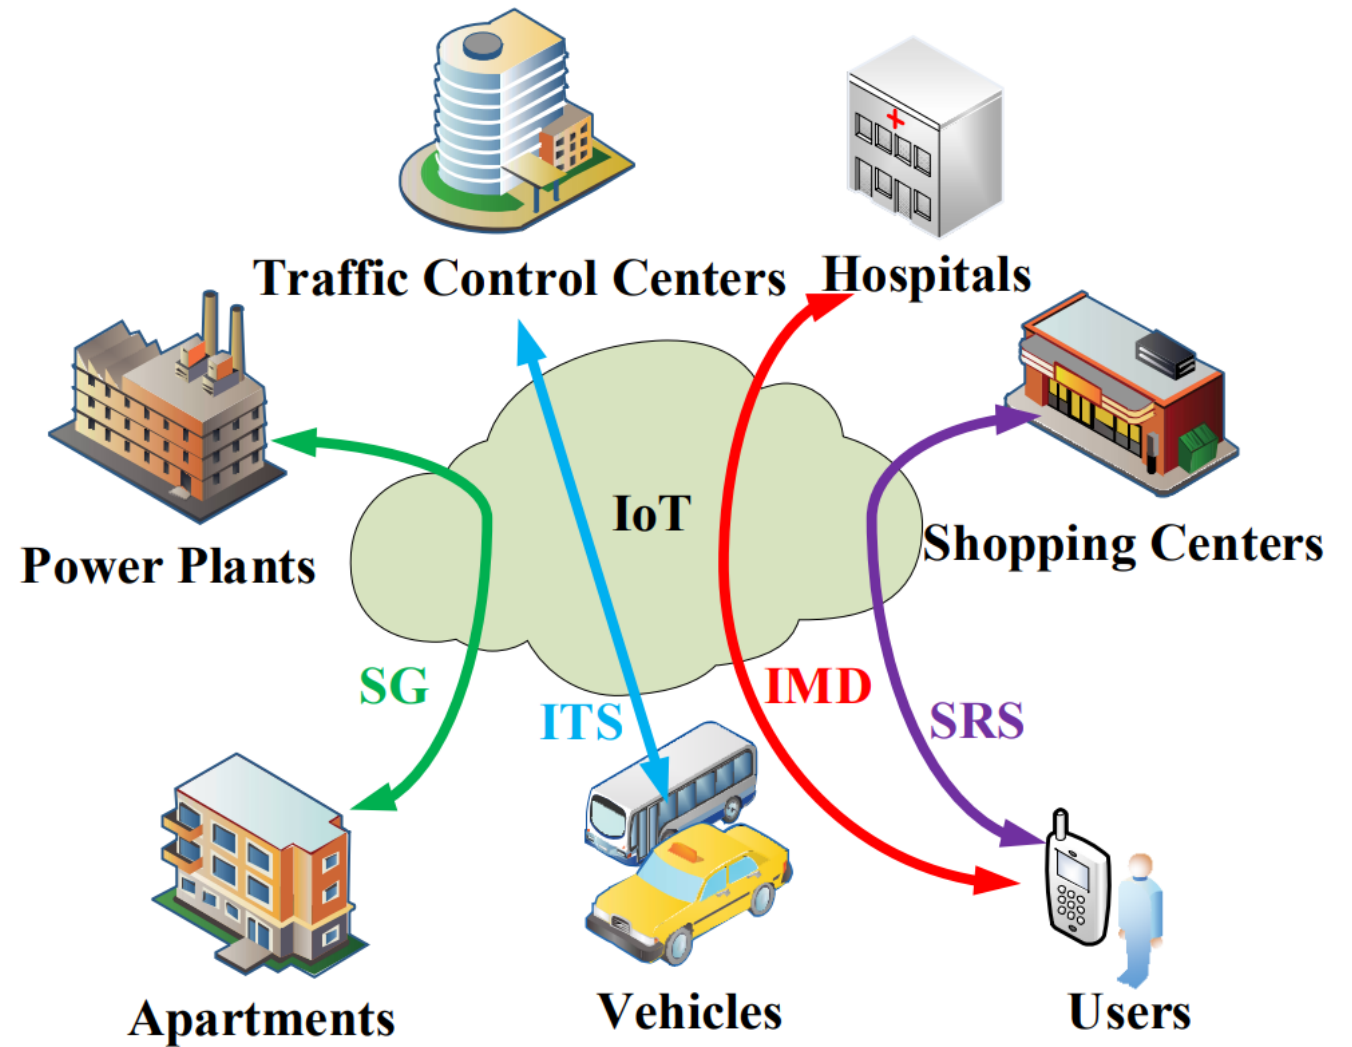 Traffic Control Centers
Hospitals
Power Plants
IoT
Shopping Centers
SG
ITS
IMD
SRS
Apartments
Vehicles
Users